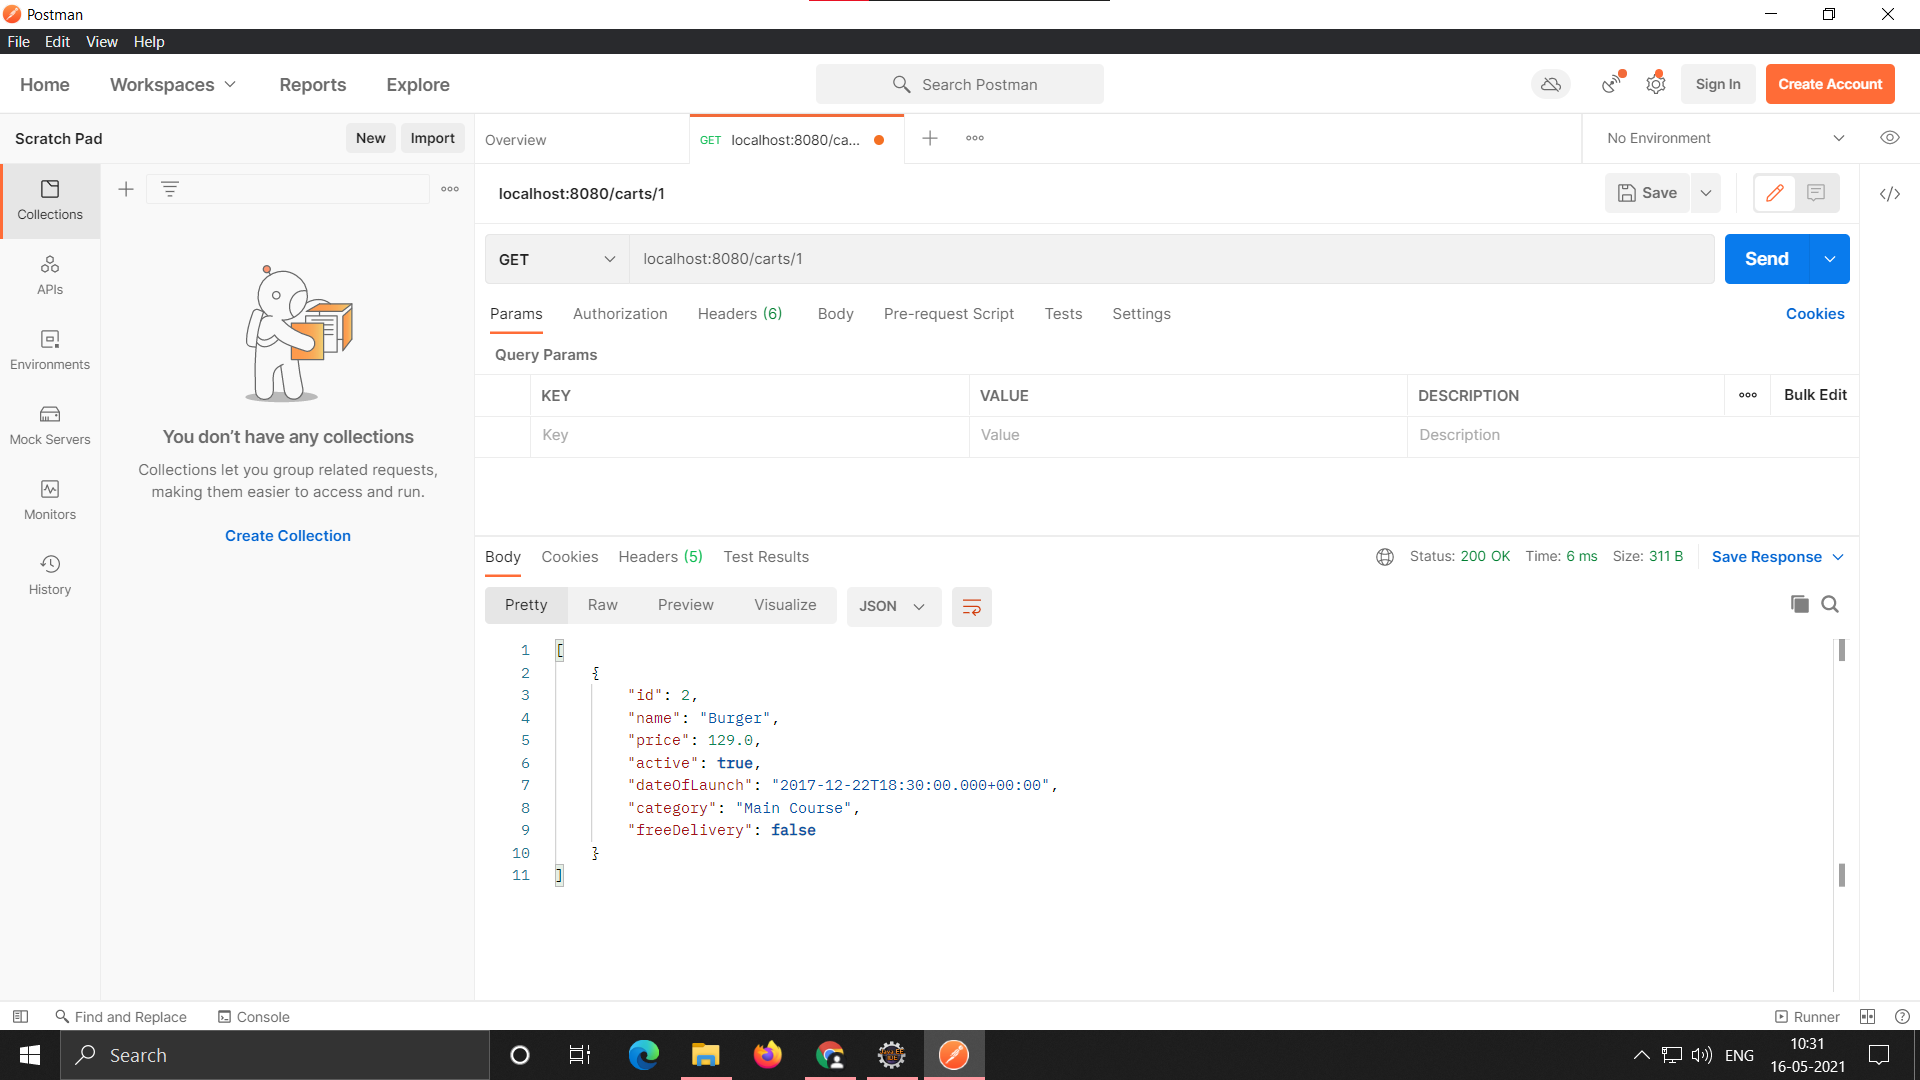 Postman
File Edit View Help
Home Workspaces Reports Explore Search Postman Sign In Create Account
Scratch Pad New Import Overview GET localhost:8080/ca... No Environment
localhost:8080/carts/1 Save
GET localhost:8080/carts/1 Send
Params Authorization Headers (6) Body Pre-request Script Tests Settings Cookies
Query Params
KEY VALUE DESCRIPTION Bulk Edit
Key Value Description
Collections
APIs
Environments
Mock Servers
Monitors
History
You don’t have any collections
Collections let you group related requests,
making them easier to access and run.
Create Collection
Body Cookies Headers (5) Test Results Status: 200 OK Time: 6 ms Size: 311 B Save Response
Pretty Raw Preview Visualize JSON
1 [
2 {
3 "id": 2,
4 "name": "Burger",
5 "price": 129.0,
6 "active": true,
7 "dateOfLaunch": "2017-12-22T18:30:00.000+00:00",
8 "category": "Main Course",
9 "freeDelivery": false
10 }
11 ]
Find and Replace Console Runner
Search ENG 10:31
16-05-2021